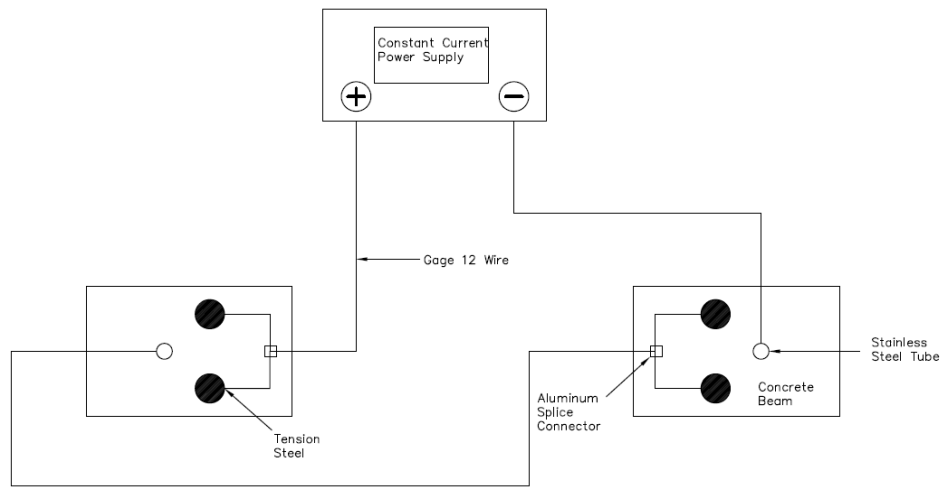 Constant Current
Power Supply
+
−
Gage 12 Wire
Stainless
Steel Tube
Aluminum
Splice
Connector
Concrete
Beam
Tension
Steel